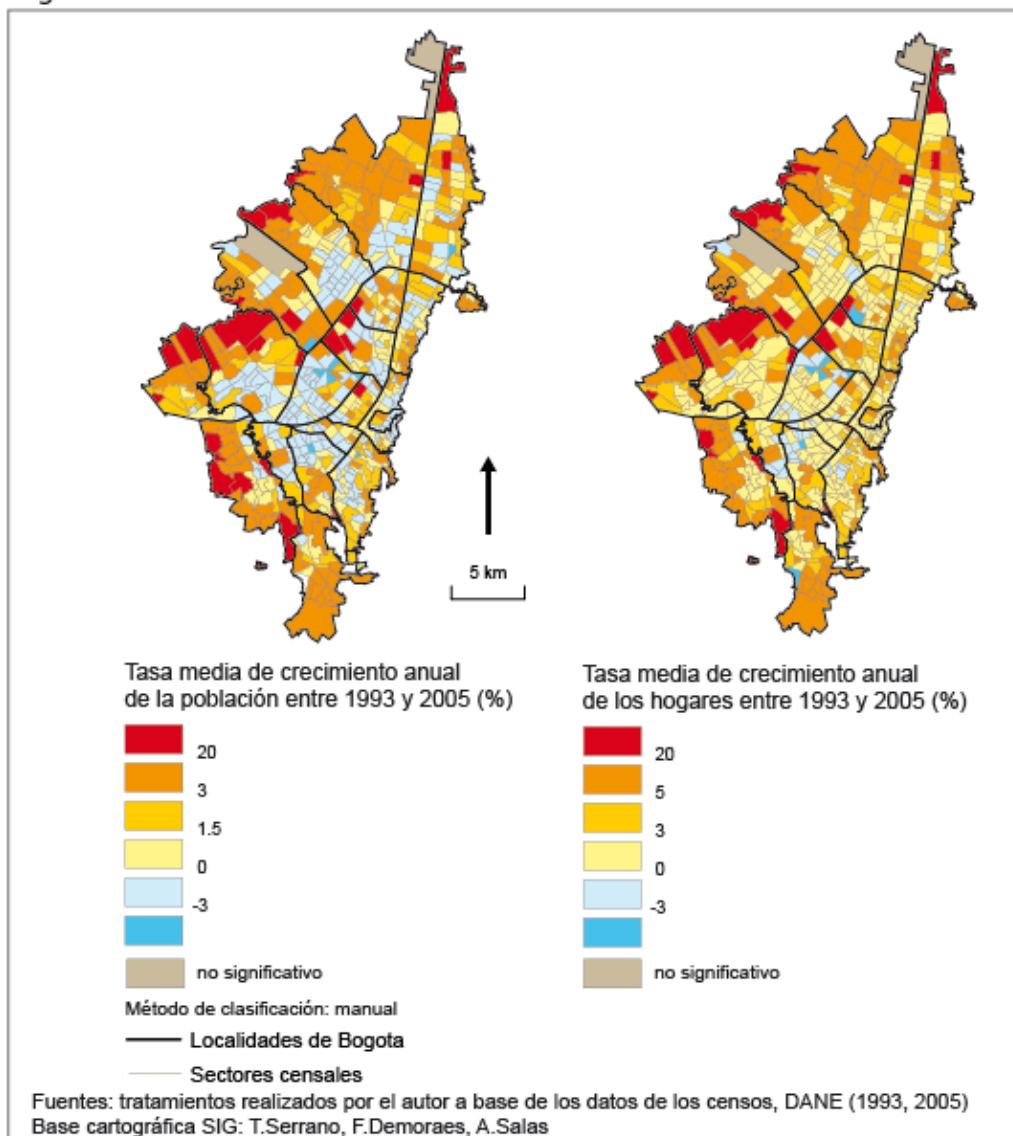 5 km
Tasa media de crecimiento anual
de la población entre 1993 y 2005 (%)
20
3
1.5
0
-3
no significativo
Método de clasificación: manual
Localidades de Bogota
Sectores censales
Tasa media de crecimiento anual
de los hogares entre 1993 y 2005 (%)
20
5
3
0
-3
no significativo
Fuentes: tratamientos realizados por el autor a base de los datos de los censos, DANE (1993, 2005)
Base cartográfica SIG: T.Serrano, F.Demoraes, A.Salas